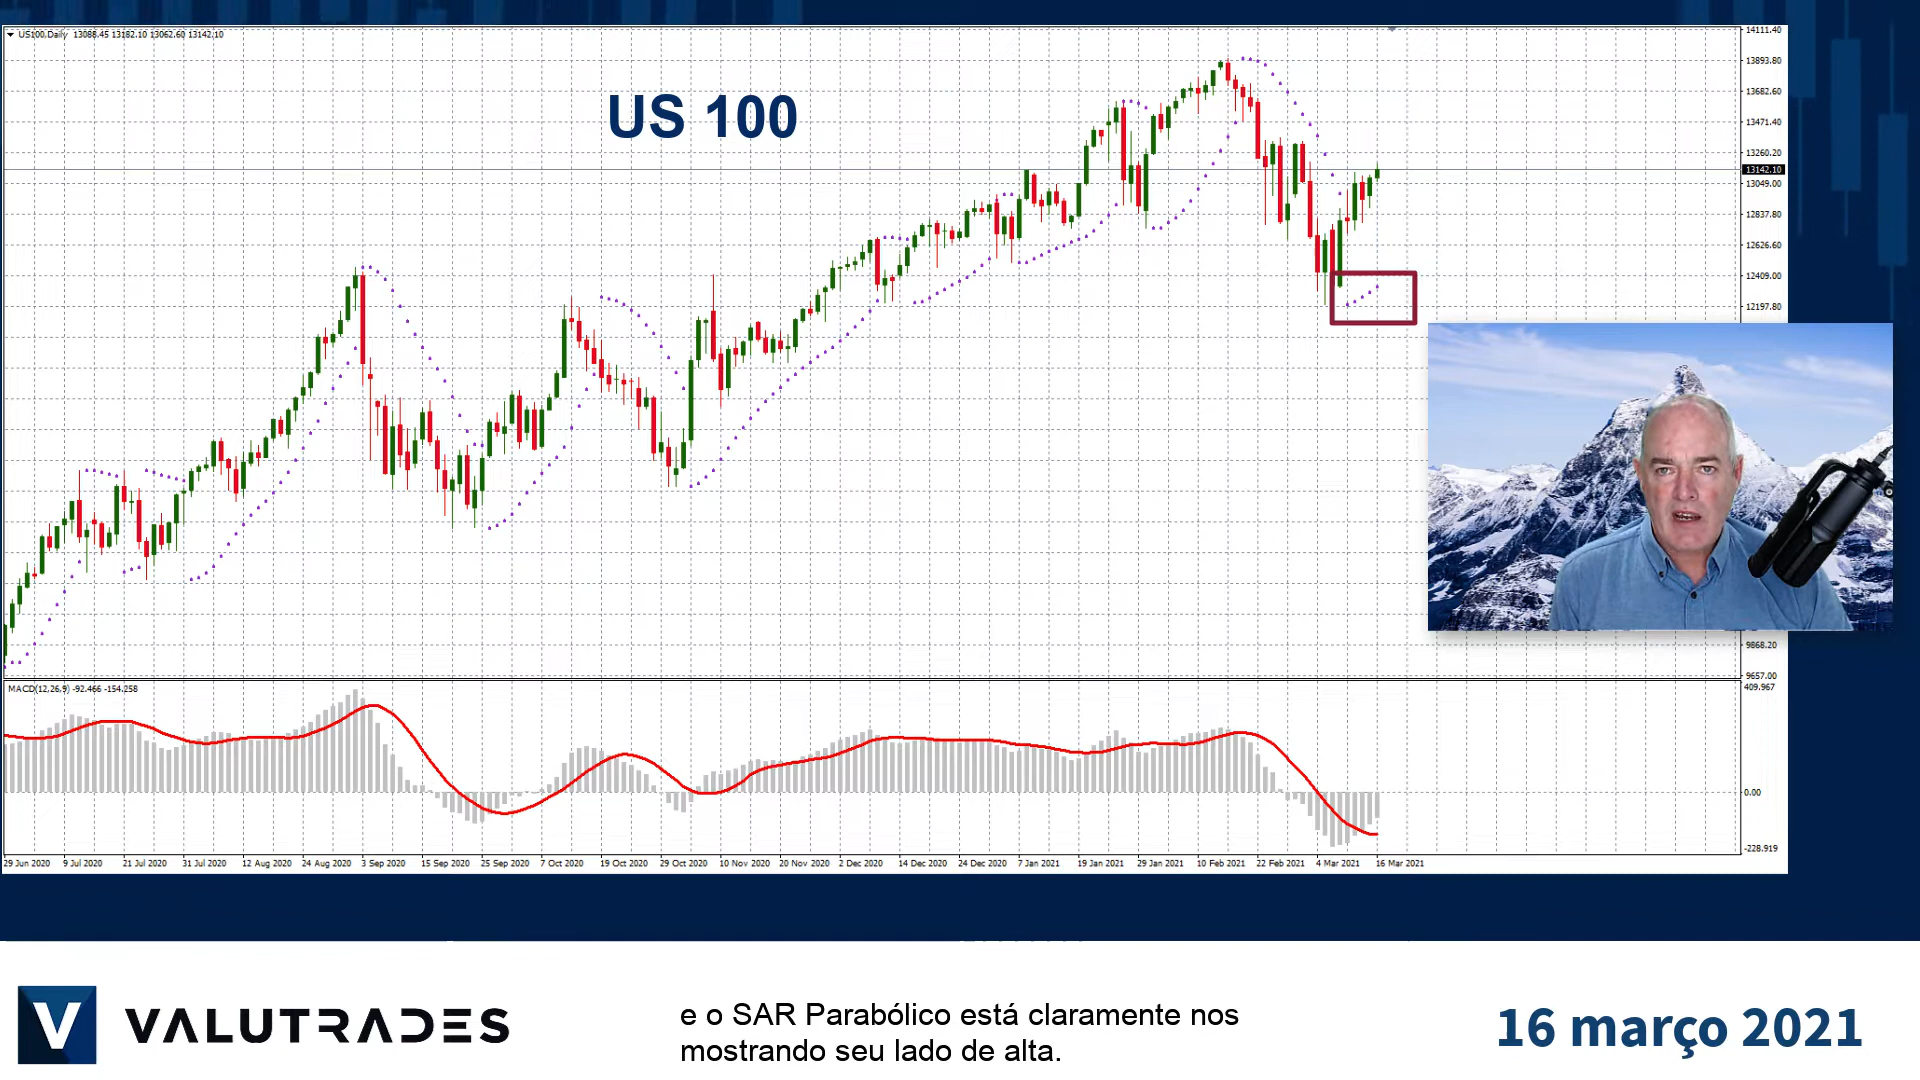 US100,Daily 13088.45 13182.10 13062.60 13142.10
US 100
14111.40
13893.80
13682.60
13471.40
13260.20
13142.10
13049.00
12837.80
12626.60
12409.00
12197.80
9868.20
9657.00
MACD(12,26,9) -92.466 -154.258
409.967
0.00
-228.919
29 Jun 2020 9 Jul 2020 21 Jul 2020 31 Jul 2020 12 Aug 2020 24 Aug 2020 3 Sep 2020 15 Sep 2020 25 Sep 2020 7 Oct 2020 19 Oct 2020 29 Oct 2020 10 Nov 2020 20 Nov 2020 2 Dec 2020 14 Dec 2020 24 Dec 2020 7 Jan 2021 19 Jan 2021 29 Jan 2021 10 Feb 2021 22 Feb 2021 4 Mar 2021 16 Mar 2021
V VALUTRADES
e o SAR Parabólico está claramente nos
mostrando seu lado de alta.
16 março 2021